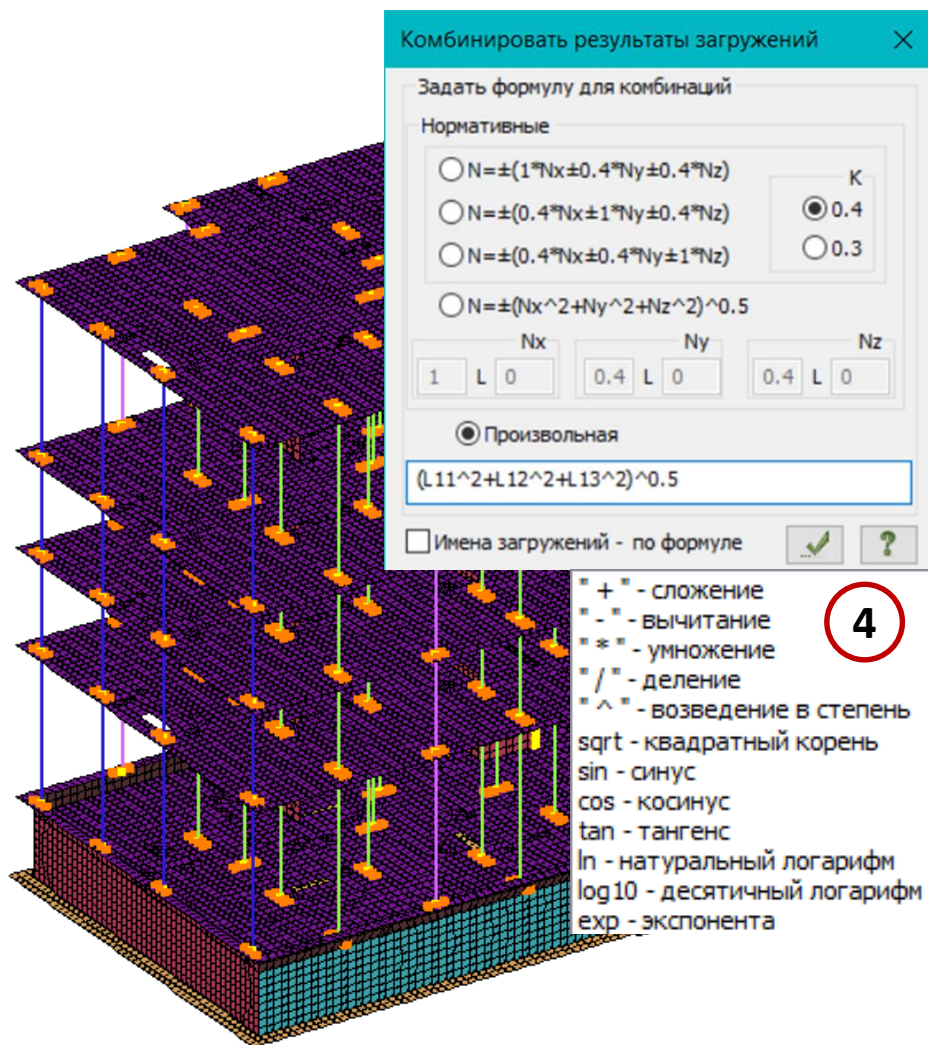 Комбинировать результаты загружений
Задать формулу для комбинаций
Нормативные
N=±(1*Nx±0.4*Ny±0.4*Nz)
N=±(0.4*Nx±1*Ny±0.4*Nz)
N=±(0.4*Nx±0.4*Ny±1*Nz)
K
0.4
0.3
N=±(Nx^2+Ny^2+Nz^2)^0.5
Nx Ny Nz
1 L 0 0.4 L 0 0.4 L 0
Произвольная
(L11^2+L12^2+L13^2)^0.5
Имена загружений - по формуле
?
" + " - сложение
" - " - вычитание
" * " - умножение
" / " - деление
" ^ " - возведение в степень
sqrt - квадратный корень
sin - синус
cos - косинус
tan - тангенс
ln - натуральный логарифм
log10 - десятичный логарифм
exp - экспонента
4